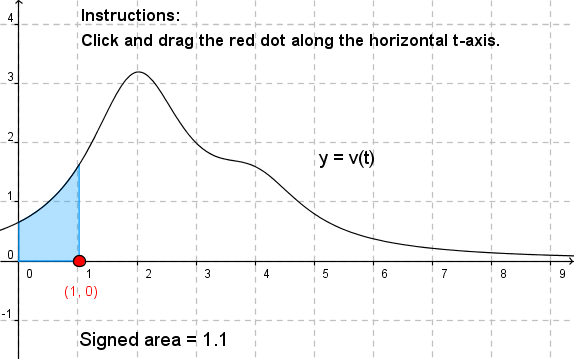 Instructions:
Click and drag the red dot along the horizontal t-axis.
4
3
2
y = v(t)
1
0
0 1 2 3 4 5 6 7 8 9
(1, 0)
-1
Signed area = 1.1